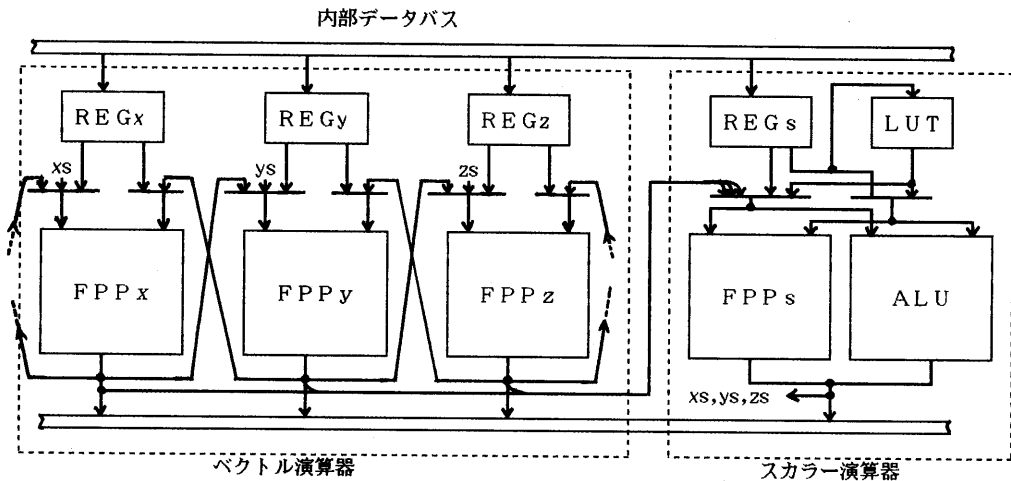 内部データバス
REGx
REGy
REGz
REGs
LUT
xs
ys
zs
FPPx
FPPy
FPPz
FPPs
ALU
xs,ys,zs
ベクトル演算器
スカラー演算器